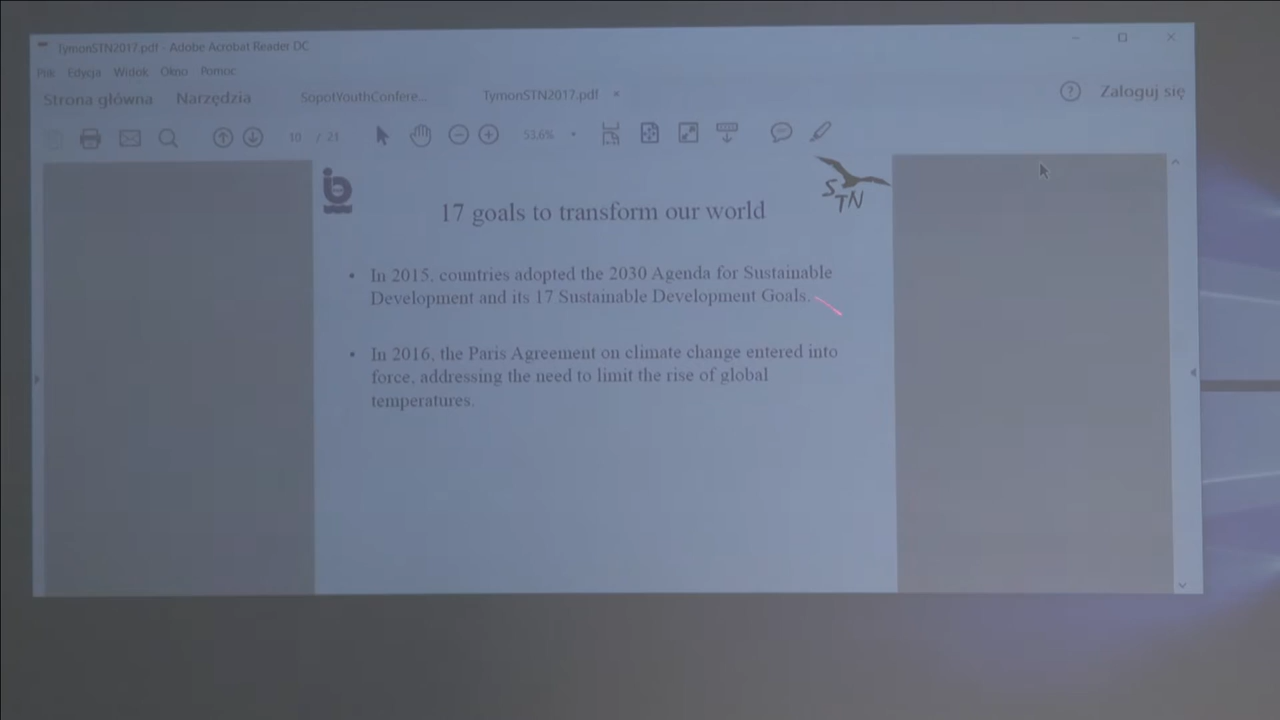 TymonSTN2017.pdf - Adobe Acrobat Reader DC
Plik Edycja Widok Okno Pomoc
Strona główna Narzędzia SopotYouthConfere... TymonSTN2017.pdf × ? Zaloguj się
10 / 21 53,6%
STN
17 goals to transform our world
• In 2015, countries adopted the 2030 Agenda for Sustainable
Development and its 17 Sustainable Development Goals.
• In 2016, the Paris Agreement on climate change entered into
force, addressing the need to limit the rise of global
temperatures.